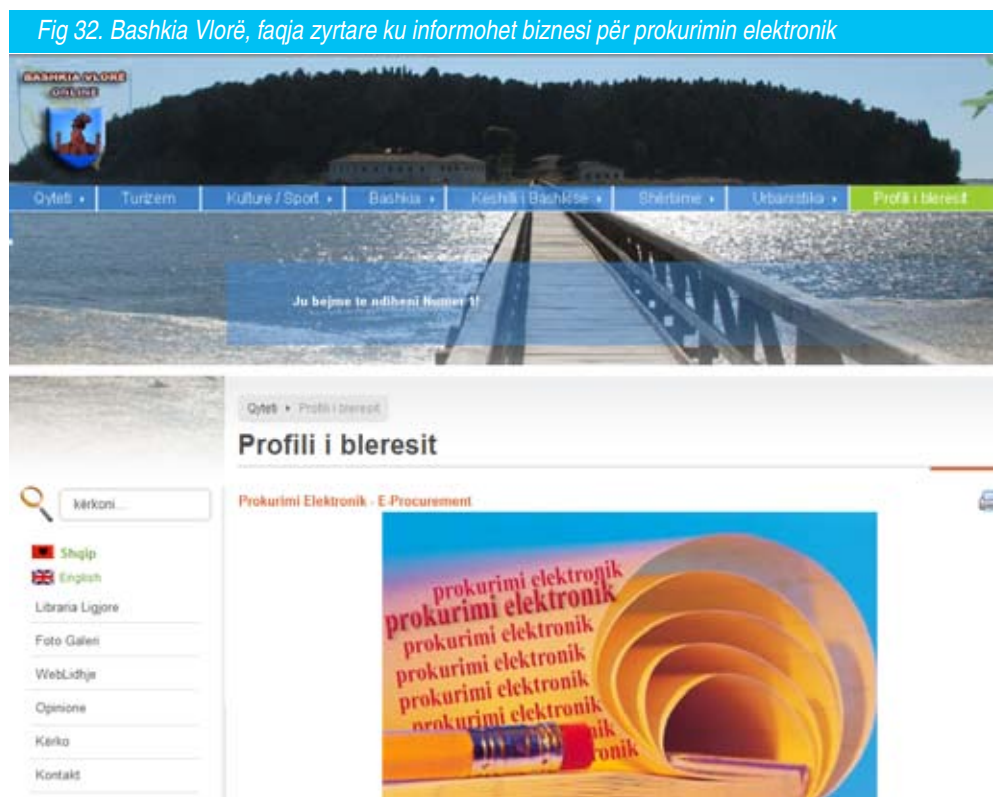 Fig 32. Bashkia Vlorë, faqja zyrtare ku informohet biznesi për prokurimin elektronik
BASHKIA VLORË
ONLINE
Qyteti
Turizem
Kulture / Sport
Bashkia
Keshilli i Bashkise
Sherbime
Urbanistika
Profili i bleresit
Ju bejme te ndiheni Numer 1!
Qyteti ▸ Profili i bleresit
Profili i bleresit
kërkoni...
Prokurimi Elektronik - E-Procurement
Shqip
English
Libraria Ligjore
Foto Galeri
WebLidhje
Opinione
Kerko
Kontakt
prokurimi elektronik
prokurimi elektronik
prokurimi elektronik
prokurimi elektronik
prokurimi elektronik
prokurimi elektronik
nik
ronik